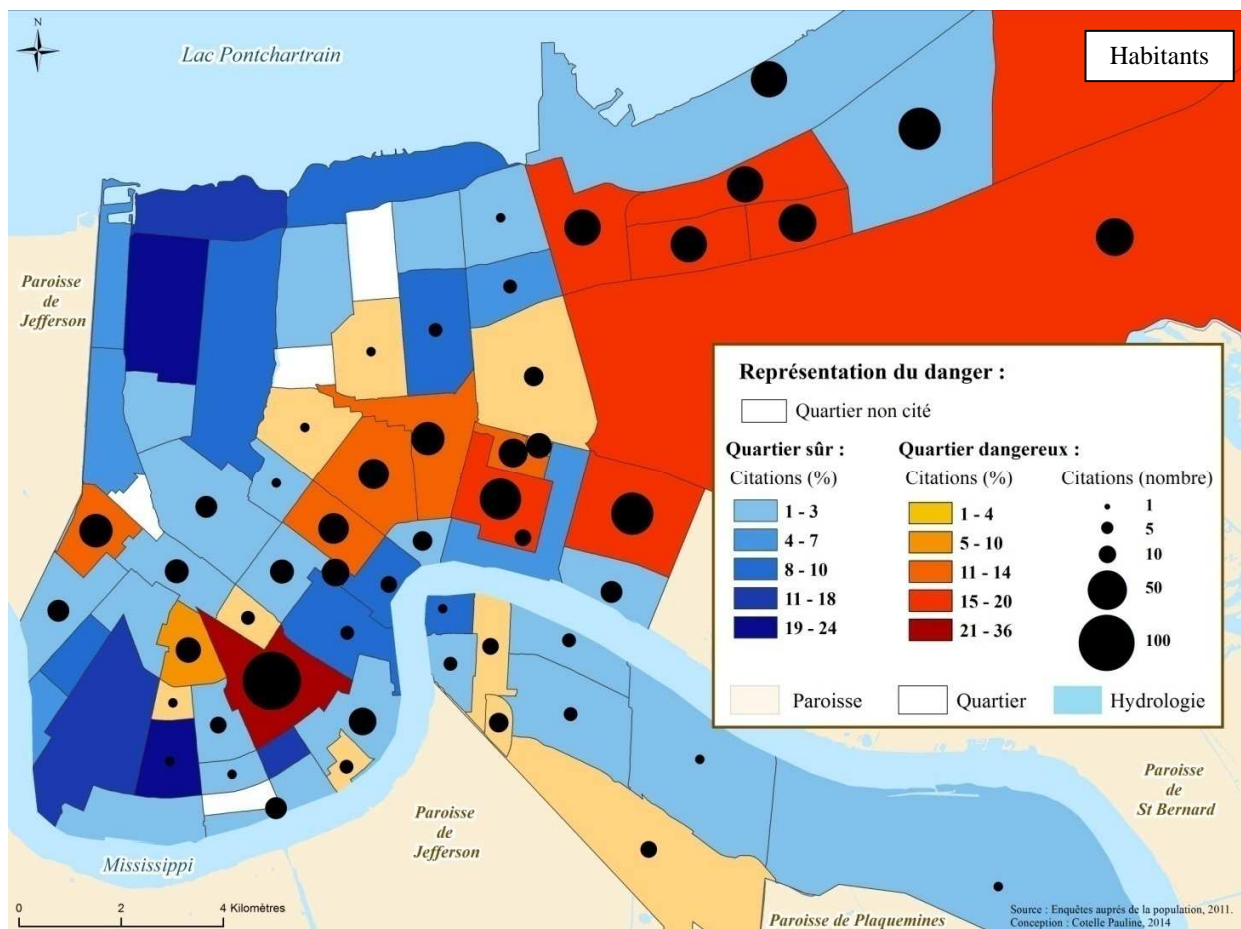 N
Lac Pontchartrain
Habitants
Paroisse
de
Jefferson
Représentation du danger :
Quartier non cité
Quartier sûr :
Citations (%)
1 - 3
4 - 7
8 - 10
11 - 18
19 - 24
Quartier dangereux :
Citations (%)
1 - 4
5 - 10
11 - 14
15 - 20
21 - 36
Citations (nombre)
1
5
10
50
100
Paroisse
Quartier
Hydrologie
Paroisse
de
St Bernard
Paroisse
de
Jefferson
Mississippi
0 2 4 Kilomètres
Paroisse de Plaquemines
Source : Enquêtes auprés de la population, 2011.
Conception : Cotelle Pauline, 2014